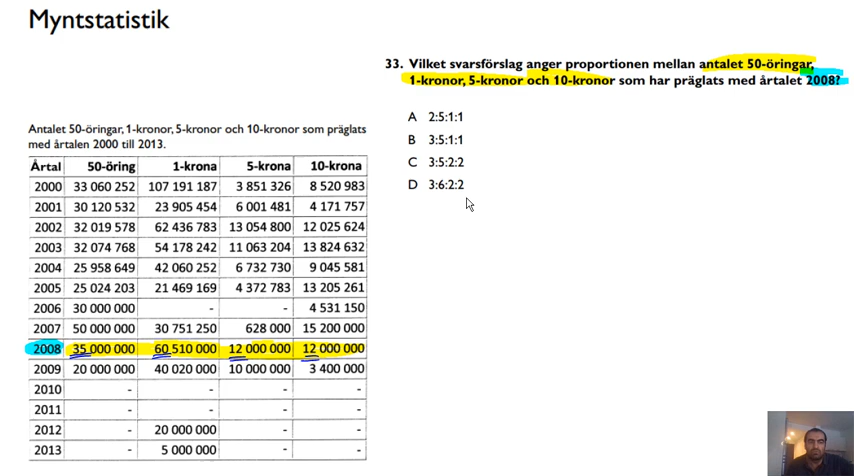 Myntstatistik
33. Vilket svarsförslag anger proportionen mellan antalet 50-öringar,
1-kronor, 5-kronor och 10-kronor som har präglats med årtalet 2008?
A 2:5:1:1
B 3:5:1:1
C 3:5:2:2
D 3:6:2:2
Antalet 50-öringar, 1-kronor, 5-kronor och 10-kronor som präglats
med årtalen 2000 till 2013.
Årtal 50-öring 1-krona 5-krona 10-krona
2000 33 060 252 107 191 187 3 851 326 8 520 983
2001 30 120 532 23 905 454 6 001 481 4 171 757
2002 32 019 578 62 436 783 13 054 800 12 025 624
2003 32 074 768 54 178 242 11 063 204 13 824 632
2004 25 958 649 42 060 252 6 732 730 9 045 581
2005 25 024 203 21 469 169 4 372 783 13 205 261
2006 30 000 000 - - 4 531 150
2007 50 000 000 30 751 250 628 000 15 200 000
2008 35 000 000 60 510 000 12 000 000 12 000 000
2009 20 000 000 40 020 000 10 000 000 3 400 000
2010 - - - -
2011 - - - -
2012 - 20 000 000 - -
2013 - 5 000 000 - -